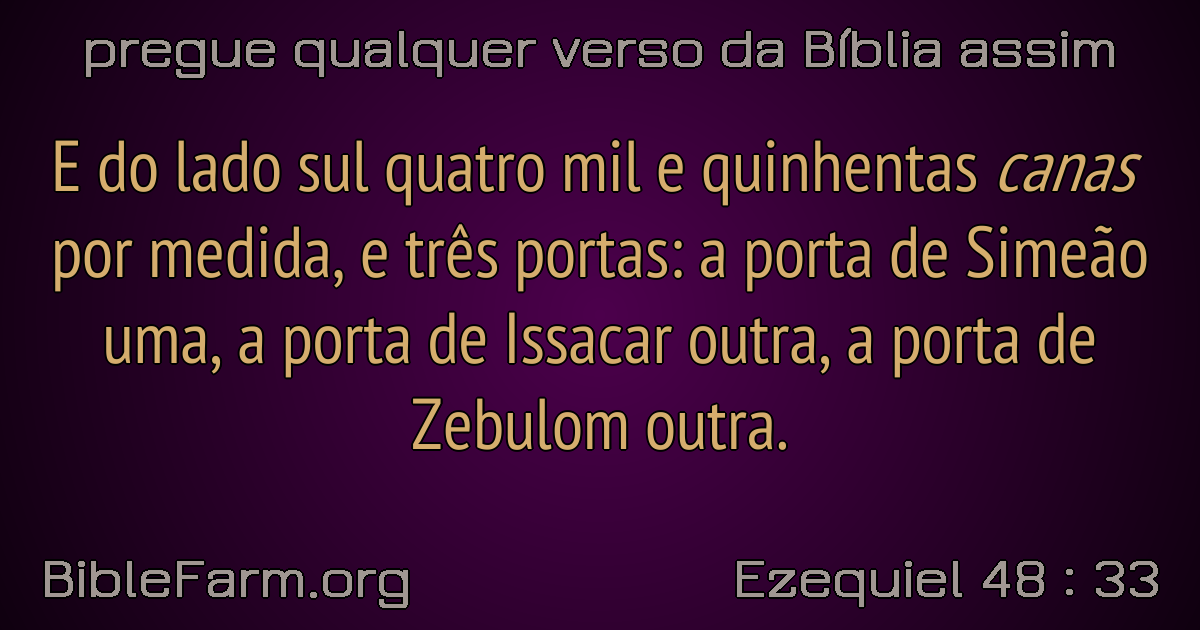 pregue qualquer verso da Bíblia assim
E do lado sul quatro mil e quinhentas canas
por medida, e três portas: a porta de Simeão
uma, a porta de Issacar outra, a porta de
Zebulom outra.
BibleFarm.org
Ezequiel 48 : 33